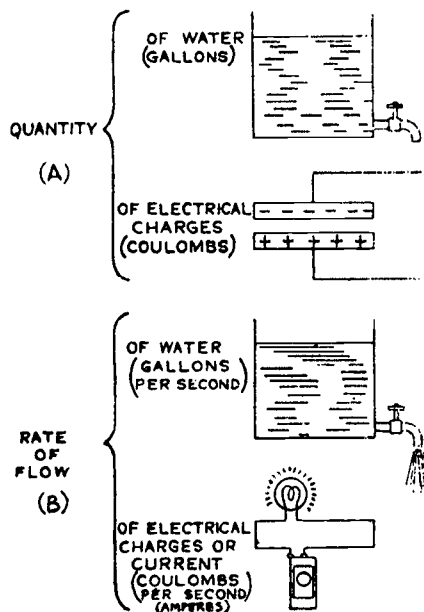 OF WATER
(GALLONS)
QUANTITY
(A)
OF ELECTRICAL
CHARGES
(COULOMBS)
OF WATER
(GALLONS
PER SECOND)
RATE
OF
FLOW
(B)
OF ELECTRICAL
CHARGES OR
CURRENT
(COULOMBS
PER SECOND)
(AMPERES)